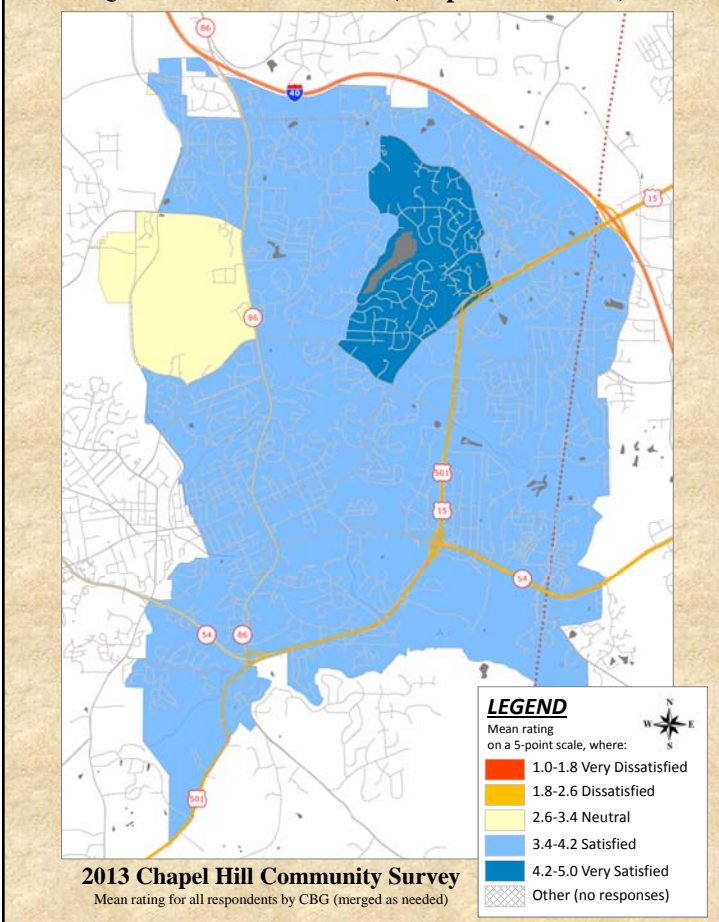 86
40
15
86
501
15
54
54
86
501
LEGEND
N
W E
S
Mean rating
on a 5-point scale, where:
1.0-1.8 Very Dissatisfied
1.8-2.6 Dissatisfied
2.6-3.4 Neutral
3.4-4.2 Satisfied
4.2-5.0 Very Satisfied
Other (no responses)
2013 Chapel Hill Community Survey
Mean rating for all respondents by CBG (merged as needed)